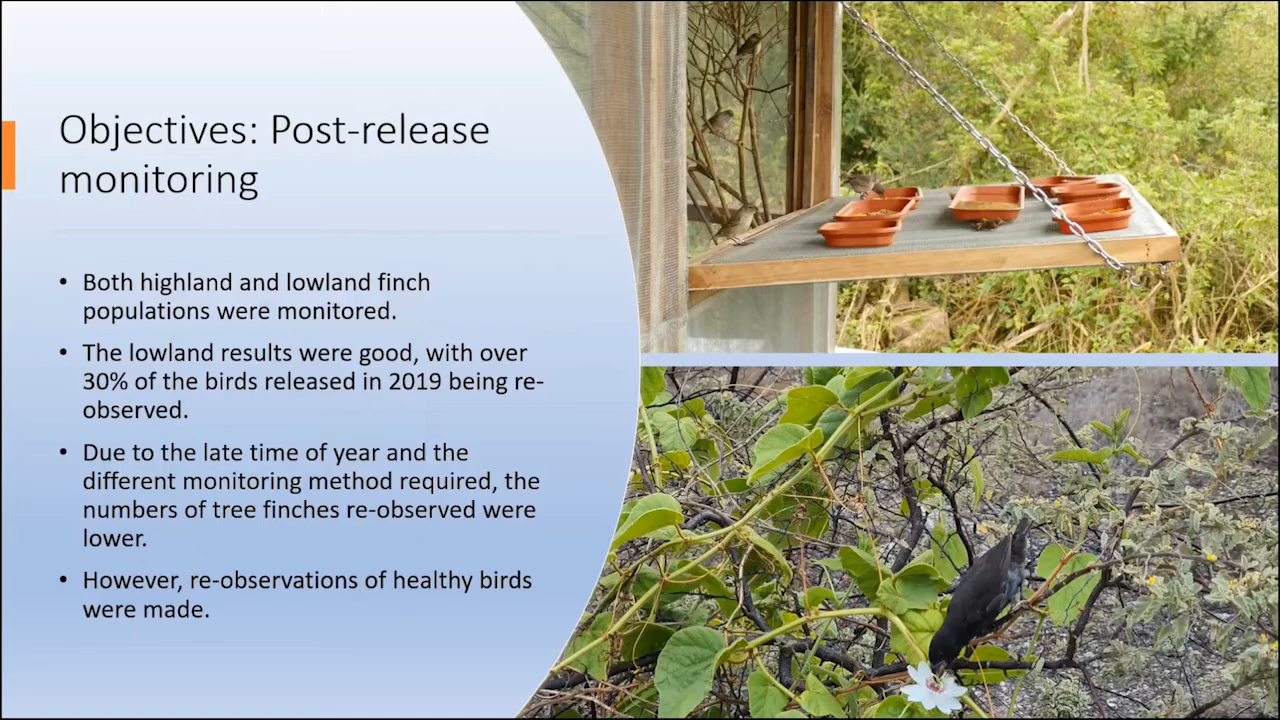 Objectives: Post-release
monitoring
• Both highland and lowland finch
populations were monitored.
• The lowland results were good, with over
30% of the birds released in 2019 being re-
observed.
• Due to the late time of year and the
different monitoring method required, the
numbers of tree finches re-observed were
lower.
• However, re-observations of healthy birds
were made.